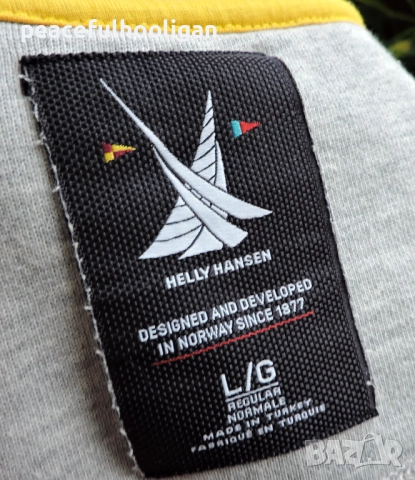 peacefulhooligan
HELLY HANSEN
DESIGNED AND DEVELOPED
IN NORWAY SINCE 1877
L/G
REGULAR
NORMALE
MADE IN TURKEY
FABRIQUE EN TURQUIE
BAZAR